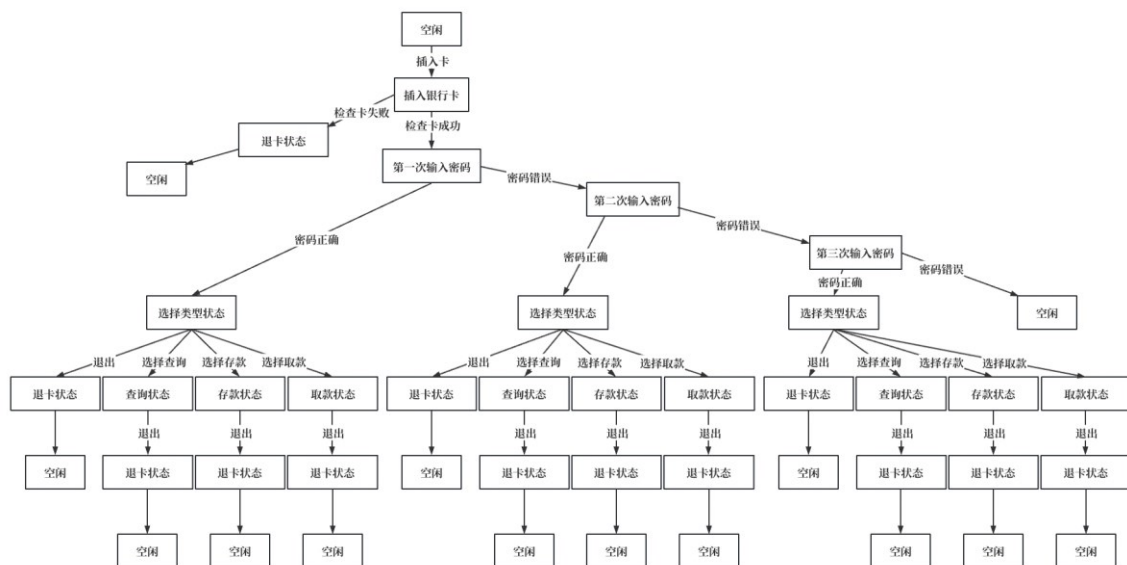 空闲
插入卡
插入银行卡
检查卡失败
检查卡成功
退卡状态
空闲
第一次输入密码
密码错误
第二次输入密码
密码错误
第三次输入密码
密码错误
空闲
密码正确
密码正确
密码正确
选择类型状态
选择类型状态
选择类型状态
退出 选择查询 选择存款 选择取款
退出 选择查询 选择存款 选择取款
退出 选择查询 选择存款 选择取款
退卡状态 查询状态 存款状态 取款状态
退卡状态 查询状态 存款状态 取款状态
退卡状态 查询状态 存款状态 取款状态
退出 退出 退出
退出 退出 退出
退出 退出 退出
空闲 退卡状态 退卡状态 退卡状态
空闲 退卡状态 退卡状态 退卡状态
空闲 退卡状态 退卡状态 退卡状态
空闲 空闲 空闲
空闲 空闲 空闲
空闲 空闲 空闲